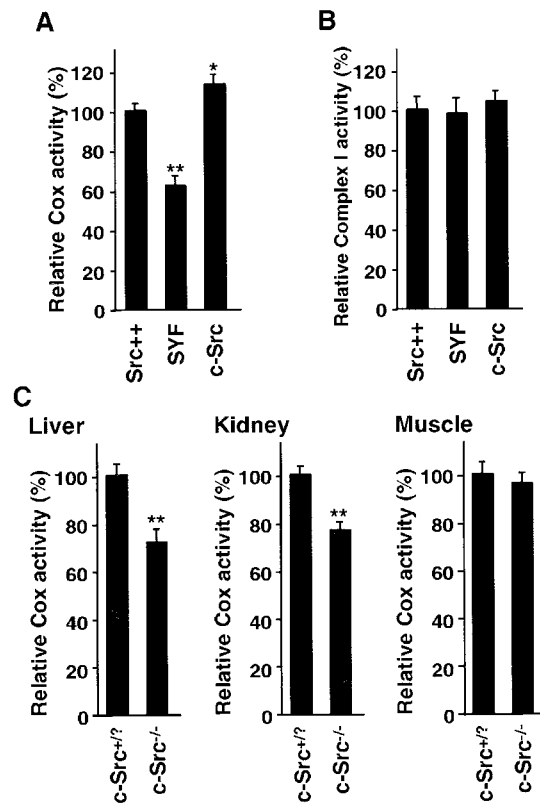 A
Relative Cox activity (%)
120
100
80
60
40
20
0
**
*
Src++
SYF
c-Src
B
Relative Complex I activity (%)
120
100
80
60
40
20
0
Src++
SYF
c-Src
C
Liver
Relative Cox activity (%)
100
80
60
40
20
0
**
c-Src+/?
c-Src-/-
Kidney
Relative Cox activity (%)
100
80
60
40
20
0
**
c-Src+/?
c-Src-/-
Muscle
Relative Cox activity (%)
100
80
60
40
20
0
c-Src+/?
c-Src-/-